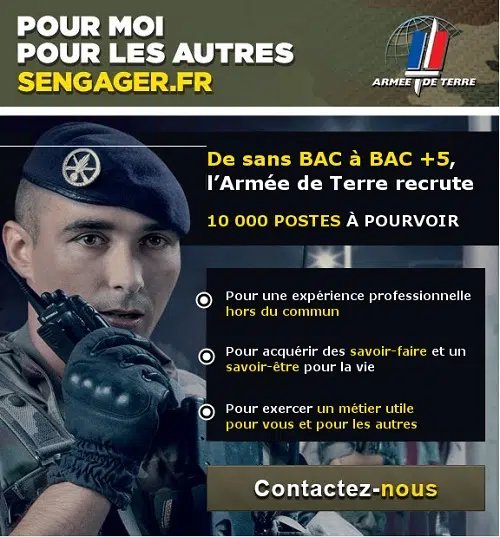 POUR MOI
POUR LES AUTRES
SENGAGER.FR
ARMÉE DE TERRE
De sans BAC à BAC +5,
l'Armée de Terre recrute
10 000 POSTES À POURVOIR
Pour une expérience professionnelle
hors du commun
Pour acquérir des savoir-faire et un
savoir-être pour la vie
Pour exercer un métier utile
pour vous et pour les autres
Contactez-nous